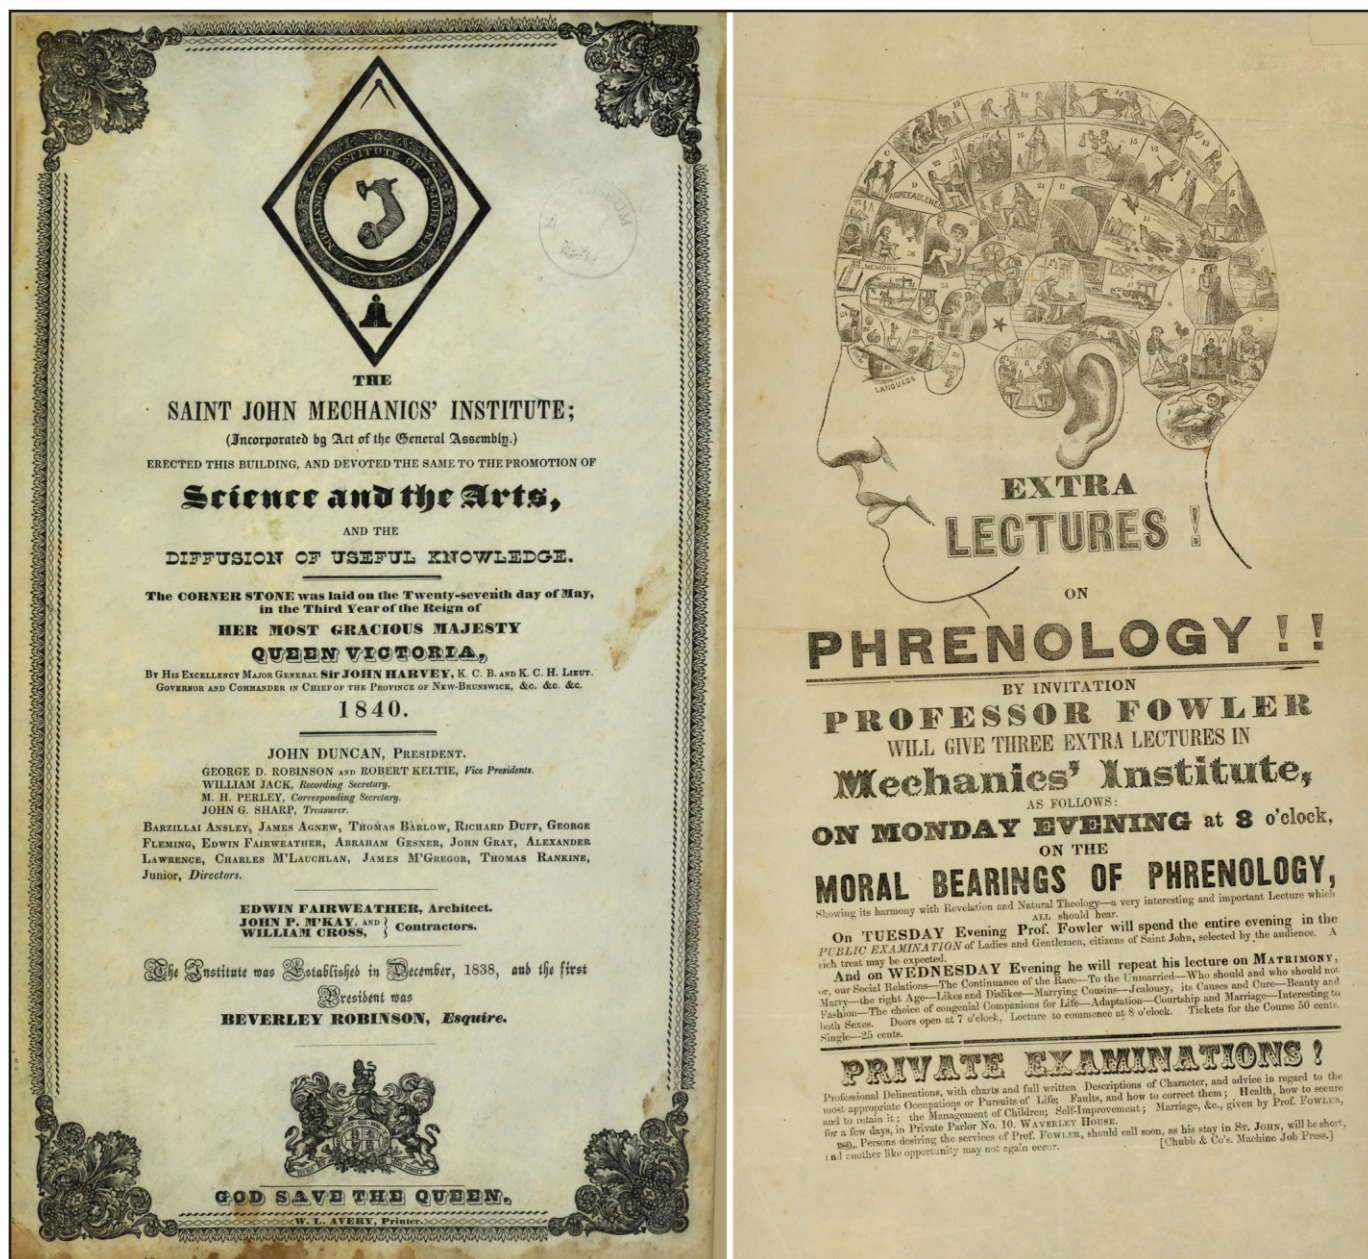 MECHANICS INSTITUTE OF ST JOHN N.B.
THE
SAINT JOHN MECHANICS' INSTITUTE;
(Incorporated bg Act of the General Assembly.)
ERECTED THIS BUILDING, AND DEVOTED THE SAME TO THE PROMOTION OF
Science and the Arts,
AND THE
DIFFUSION OF USEFUL KNOWLEDGE.
The CORNER STONE was laid on the Twenty-seventh day of May,
in the Third Year of the Reign of
HER MOST GRACIOUS MAJESTY
QUEEN VICTORIA,
BY HIS EXCELLENCY MAJOR GENERAL Sir JOHN HARVEY, K. C. B. AND K. C. H. LIEUT.
GOVERNOR AND COMMANDER IN CHIEF OF THE PROVINCE OF NEW-BRUNSWICK, &c. &c. &c.
1840.
JOHN DUNCAN, PRESIDENT.
GEORGE D. ROBINSON AND ROBERT KELTIE, Vice Presidents.
WILLIAM JACK, Recording Secretary.
M. H. PERLEY, Corresponding Secretary.
JOHN G. SHARP, Treasurer.
BARZILLAI ANSLEY, JAMES AGNEW, THOMAS BARLOW, RICHARD DUFF, GEORGE
FLEMING, EDWIN FAIRWEATHER, ABRAHAM GESNER, JOHN GRAY, ALEXANDER
LAWRENCE, CHARLES M'LAUCHLAN, JAMES M'GREGOR, THOMAS RANKINE,
Junior, Directors.
EDWIN FAIRWEATHER, Architect.
JOHN P. M'KAY, AND
WILLIAM CROSS, } Contractors.
The Institute was Established in December, 1838, and the first
President was
BEVERLEY ROBINSON, Esquire.
GOD SAVE THE QUEEN.
W. L. AVERY, Printer.
AGREEABLENE
MEMORY
LANGUAGE
EXTRA
LECTURES !
ON
PHRENOLOGY ! !
BY INVITATION
PROFESSOR FOWLER
WILL GIVE THREE EXTRA LECTURES IN
Mechanics' Institute,
AS FOLLOWS:
ON MONDAY EVENING at 8 o'clock,
ON THE
MORAL BEARINGS OF PHRENOLOGY,
Showing its harmony with Revelation and Natural Theology—a very interesting and important Lecture which
ALL should hear.
On TUESDAY Evening Prof. Fowler will spend the entire evening in the
PUBLIC EXAMINATION of Ladies and Gentlemen, citizens of Saint John, selected by the audience. A
rich treat may be expected.
And on WEDNESDAY Evening he will repeat his lecture on MATRIMONY,
or, our Social Relations—The Continuance of the Race—To the Unmarried—Who should and who should not
Marry—the right Age—Likes and Dislikes—Marrying Cousins—Jealousy, its Causes and Cure—Beauty and
Fashion—The choice of congenial Companions for Life—Adaptation—Courtship and Marriage—Interesting to
both Sexes. Doors open at 7 o'clock, Lecture to commence at 8 o'clock. Tickets for the Course 50 cents.
Single—25 cents.
PRIVATE EXAMINATIONS !
Professional Delineations, with charts and full written Descriptions of Character, and advice in regard to the
most appropriate Occupations or Pursuits of Life; Faults, and how to correct them; Health, how to secure
and to retain it; the Management of Children; Self-Improvement; Marriage, &c., given by Prof. FOWLER,
for a few days, in Private Parlor No. 10. WAVERLEY HOUSE.
Persons desiring the services of Prof. FOWLER, should call soon, as his stay in ST. JOHN, will be short,
and another like opportunity may not again occur. [Chubb & Co's. Machine Job Press.]